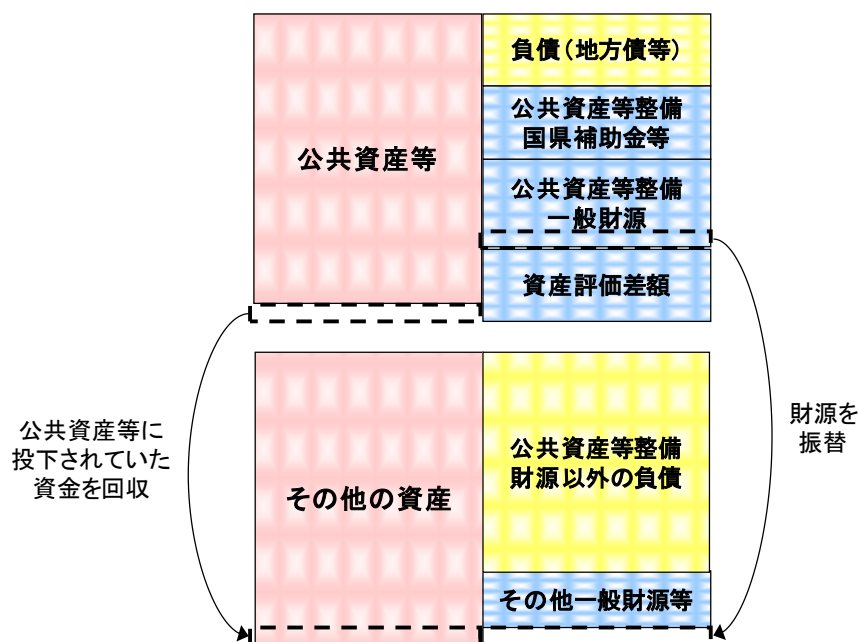 負債(地方債等)
公共資産等整備
国県補助金等
公共資産等
公共資産等整備
一般財源
資産評価差額
公共資産等に
投下されていた
資金を回収
財源を
振替
その他の資産
公共資産等整備
財源以外の負債
その他一般財源等